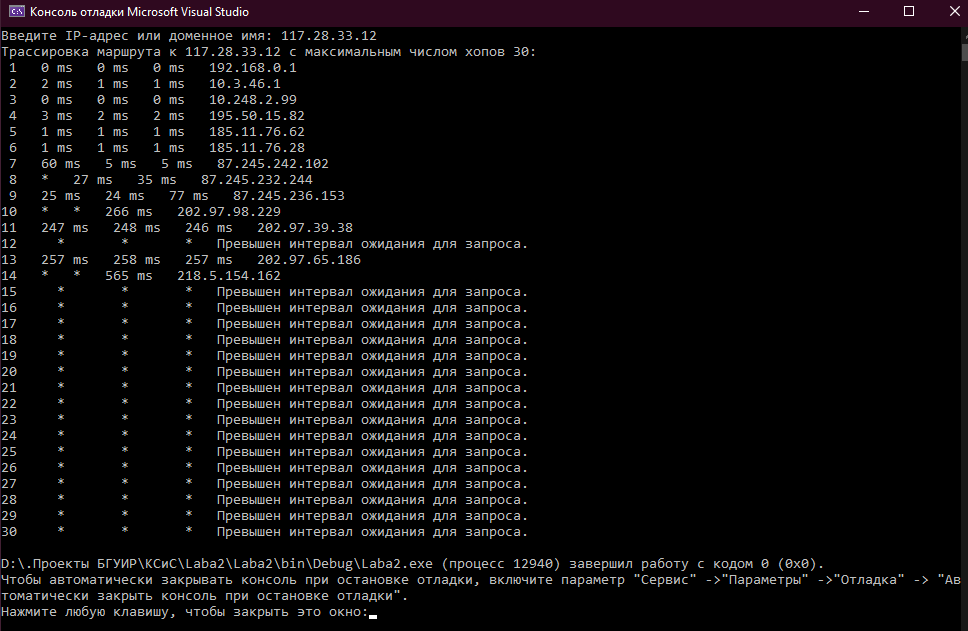 Консоль отладки Microsoft Visual Studio
Введите IP-адрес или доменное имя: 117.28.33.12
Трассировка маршрута к 117.28.33.12 с максимальным числом хопов 30:
1   0 ms   0 ms   0 ms   192.168.0.1
2   2 ms   1 ms   1 ms   10.3.46.1
3   0 ms   0 ms   0 ms   10.248.2.99
4   3 ms   2 ms   2 ms   195.50.15.82
5   1 ms   1 ms   1 ms   185.11.76.62
6   1 ms   1 ms   1 ms   185.11.76.28
7   60 ms   5 ms   5 ms   87.245.242.102
8   *   27 ms   35 ms   87.245.232.244
9   25 ms   24 ms   77 ms   87.245.236.153
10   *   *   266 ms   202.97.98.229
11   247 ms   248 ms   246 ms   202.97.39.38
12     *       *       *   Превышен интервал ожидания для запроса.
13   257 ms   258 ms   257 ms   202.97.65.186
14   *   *   565 ms   218.5.154.162
15     *       *       *   Превышен интервал ожидания для запроса.
16     *       *       *   Превышен интервал ожидания для запроса.
17     *       *       *   Превышен интервал ожидания для запроса.
18     *       *       *   Превышен интервал ожидания для запроса.
19     *       *       *   Превышен интервал ожидания для запроса.
20     *       *       *   Превышен интервал ожидания для запроса.
21     *       *       *   Превышен интервал ожидания для запроса.
22     *       *       *   Превышен интервал ожидания для запроса.
23     *       *       *   Превышен интервал ожидания для запроса.
24     *       *       *   Превышен интервал ожидания для запроса.
25     *       *       *   Превышен интервал ожидания для запроса.
26     *       *       *   Превышен интервал ожидания для запроса.
27     *       *       *   Превышен интервал ожидания для запроса.
28     *       *       *   Превышен интервал ожидания для запроса.
29     *       *       *   Превышен интервал ожидания для запроса.
30     *       *       *   Превышен интервал ожидания для запроса.
D:\.Проекты БГУИР\КСиС\Laba2\Laba2\bin\Debug\Laba2.exe (процесс 12940) завершил работу с кодом 0 (0x0).
Чтобы автоматически закрывать консоль при остановке отладки, включите параметр "Сервис" ->"Параметры" ->"Отладка" -> "Ав
томатически закрыть консоль при остановке отладки".
Нажмите любую клавишу, чтобы закрыть это окно: